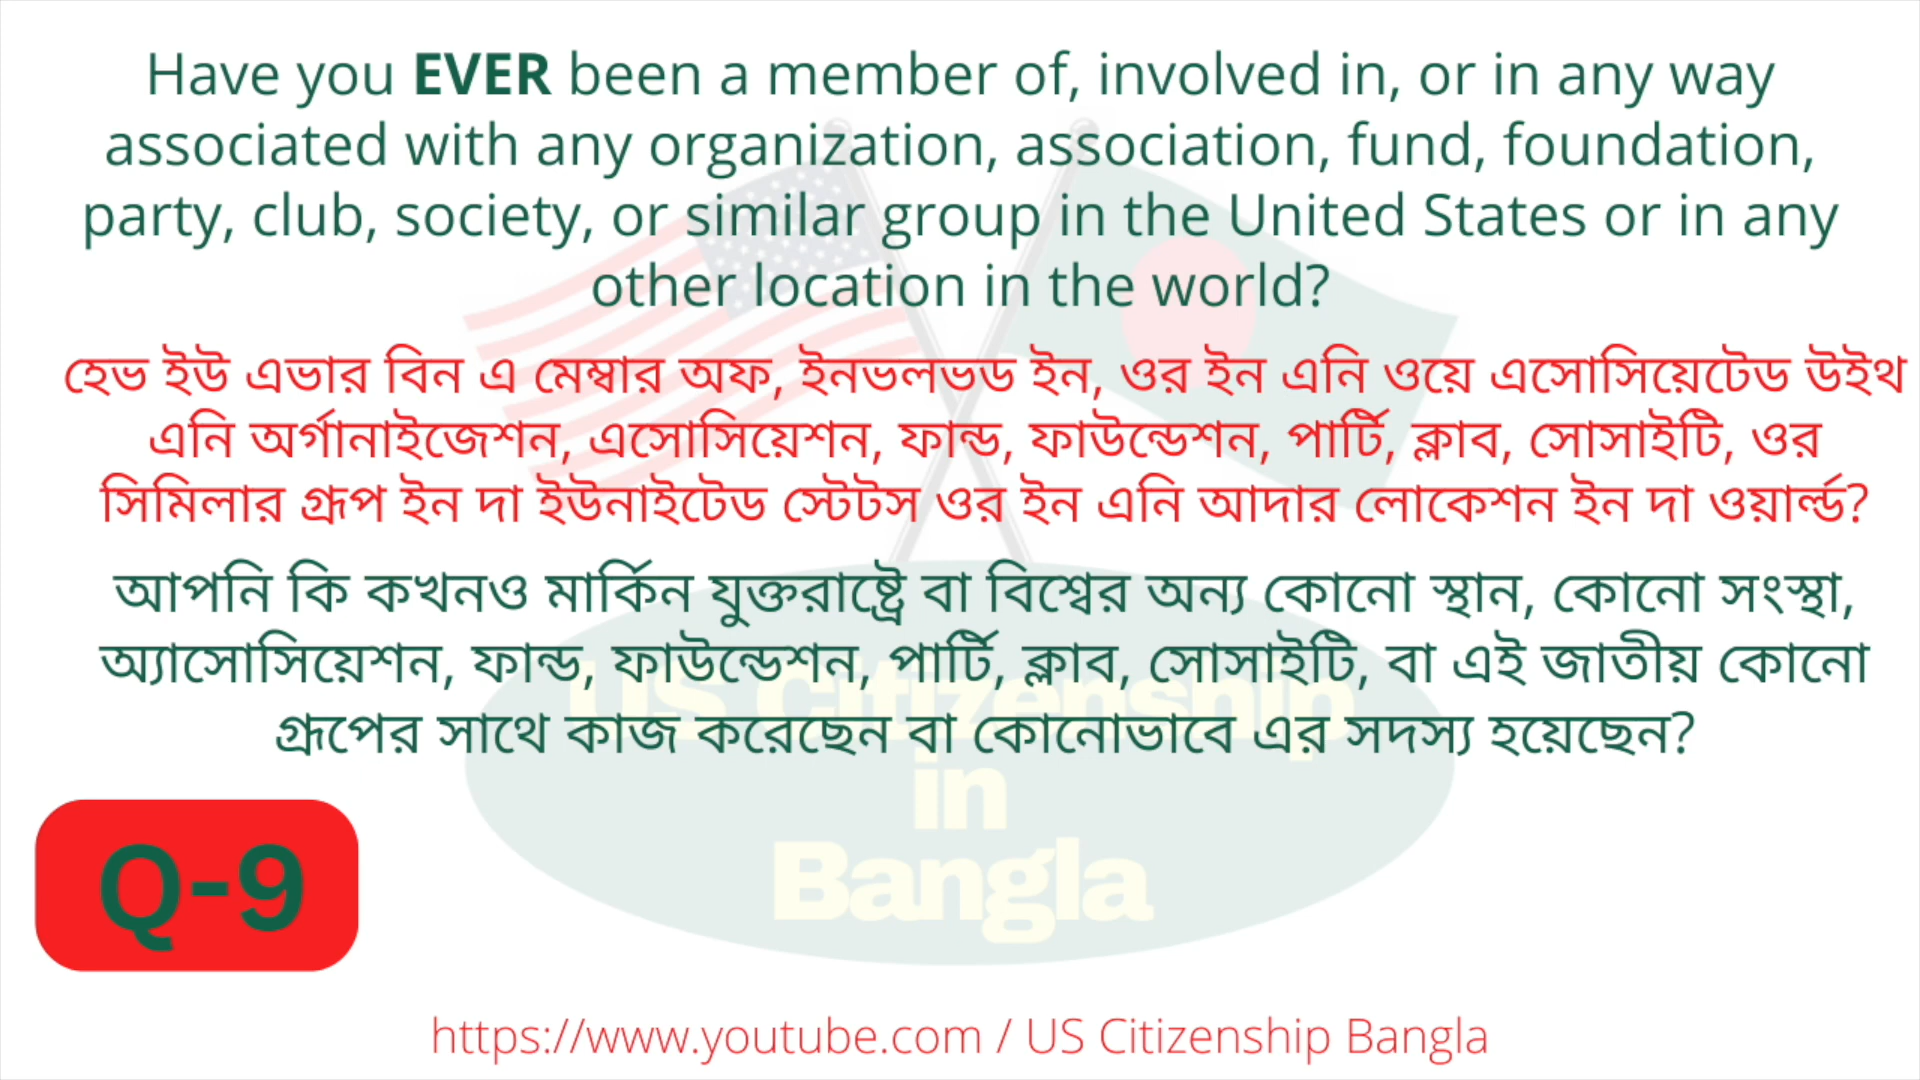 Have you EVER been a member of, involved in, or in any way
associated with any organization, association, fund, foundation,
party, club, society, or similar group in the United States or in any
other location in the world?
হেভ ইউ এভার বিন এ মেম্বার অফ, ইনভলভড ইন, ওর ইন এনি ওয়ে এসোসিয়েটেড উইথ
এনি অর্গানাইজেশন, এসোসিয়েশন, ফান্ড, ফাউন্ডেশন, পার্টি, ক্লাব, সোসাইটি, ওর
সিমিলার গ্রূপ ইন দা ইউনাইটেড স্টেটস ওর ইন এনি আদার লোকেশন ইন দা ওয়ার্ল্ড?
আপনি কি কখনও মার্কিন যুক্তরাষ্ট্রে বা বিশ্বের অন্য কোনো স্থান, কোনো সংস্থা,
অ্যাসোসিয়েশন, ফান্ড, ফাউন্ডেশন, পার্টি, ক্লাব, সোসাইটি, বা এই জাতীয় কোনো
গ্রূপের সাথে কাজ করেছেন বা কোনোভাবে এর সদস্য হয়েছেন?
US Citizenship
in
Bangla
Q-9
https://www.youtube.com / US Citizenship Bangla